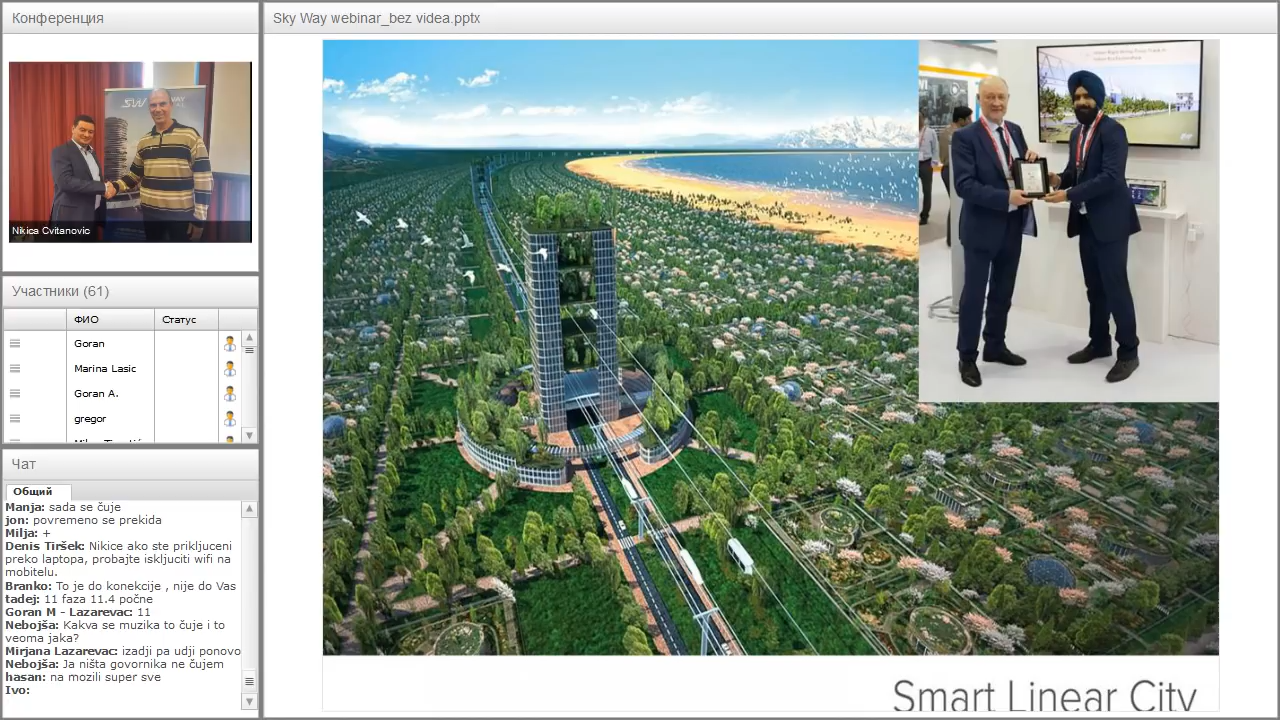 Конференция
Nikica Cvitanovic
Участники (61)
ФИО
Статус
Goran
Marina Lasic
Goran A.
gregor
Чат
Общий
Manja: sada se čuje
jon: povremeno se prekida
Milja: +
Denis Tiršek: Nikice ako ste prikljuceni
preko laptopa, probajte iskljuciti wifi na
mobitelu.
Branko: To je do konekcije , nije do Vas
tadej: 11 faza 11.4 počne
Goran M - Lazarevac: 11
Nebojša: Kakva se muzika to čuje i to
veoma jaka?
Mirjana Lazarevac: izadji pa udji ponovo
Nebojša: Ja ništa govornika ne čujem
hasan: na mozili super sve
Ivo:
Sky Way webinar_bez videa.pptx
Smart Linear City